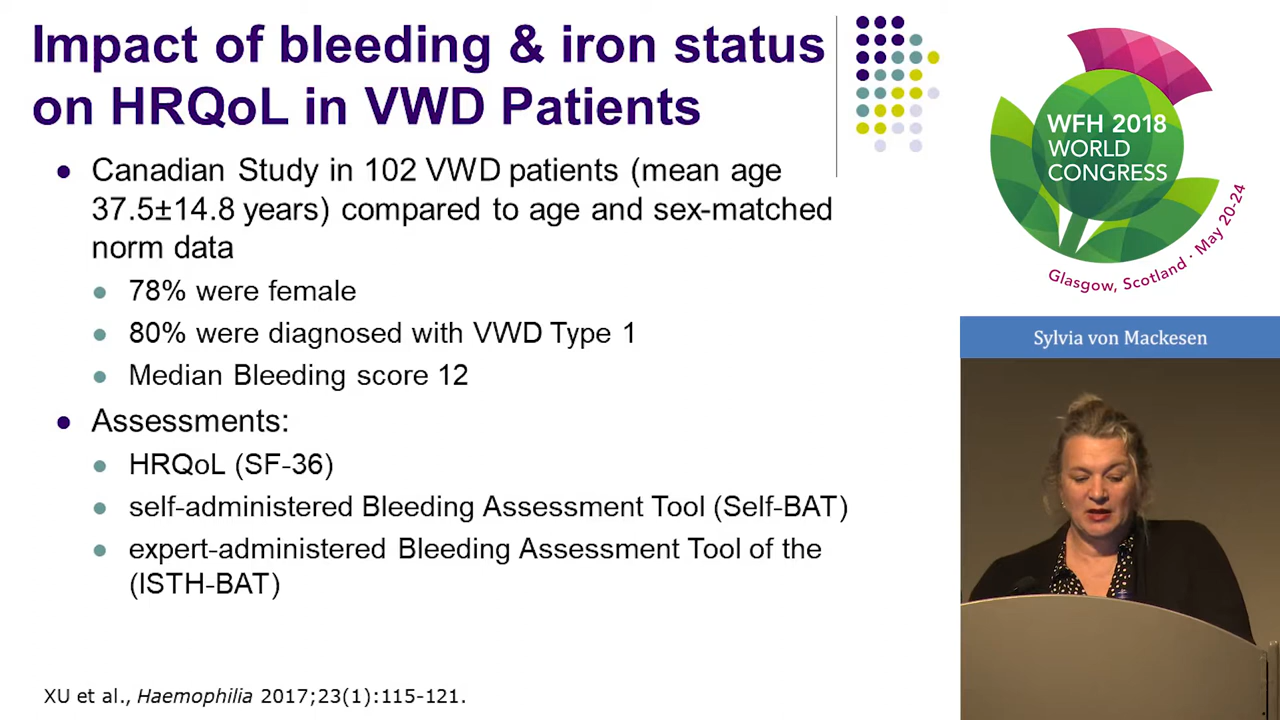 Impact of bleeding & iron status
on HRQoL in VWD Patients
● Canadian Study in 102 VWD patients (mean age
37.5±14.8 years) compared to age and sex-matched
norm data
● 78% were female
● 80% were diagnosed with VWD Type 1
● Median Bleeding score 12
● Assessments:
● HRQoL (SF-36)
● self-administered Bleeding Assessment Tool (Self-BAT)
● expert-administered Bleeding Assessment Tool of the
(ISTH-BAT)
XU et al., Haemophilia 2017;23(1):115-121.
WFH 2018
WORLD
CONGRESS
Glasgow, Scotland · May 20-24
Sylvia von Mackesen